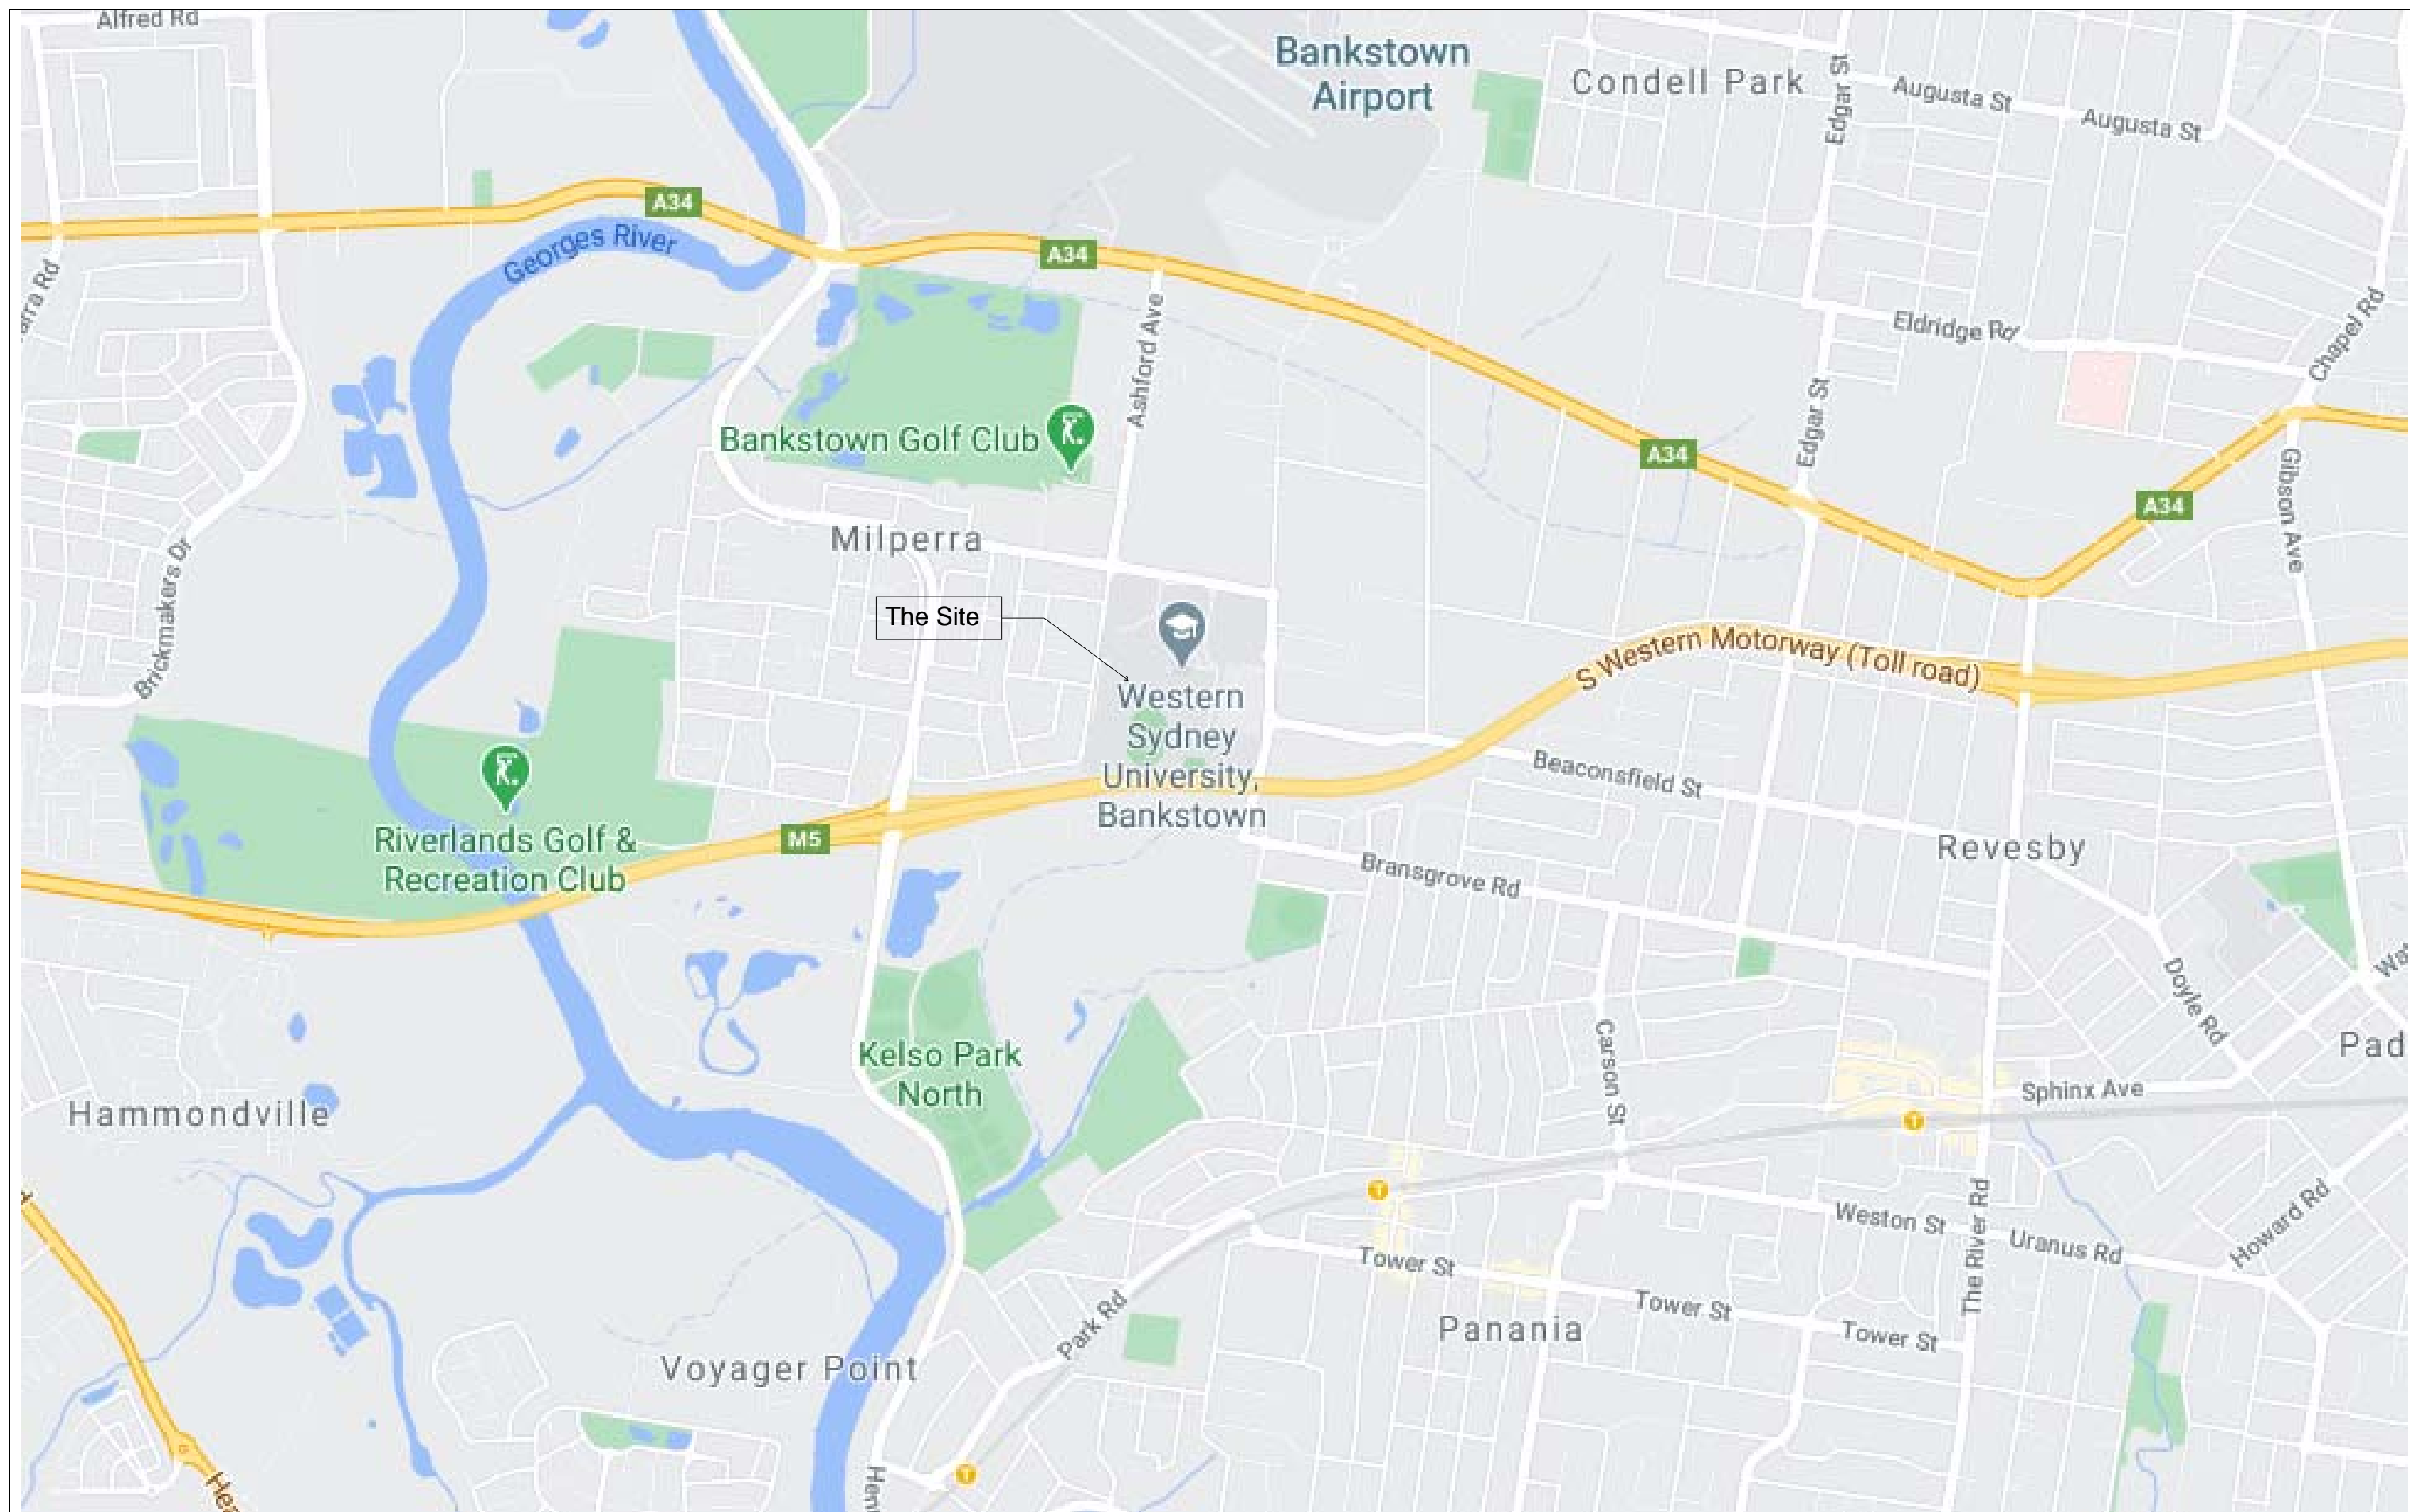 Alfred Rd
Bankstown
Airport
Condell Park
Edgar St
Augusta St
Augusta St
A34
Georges River
A34
Ashford Ave
Eldridge Rd
Chapel Rd
Bankstown Golf Club
Edgar St
A34
A34
Gibson Ave
Milperra
Brickmakers Dr
The Site
S Western Motorway (Toll road)
Western
Sydney
University,
Bankstown
Beaconsfield St
Riverlands Golf &
Recreation Club
M5
Revesby
Bransgrove Rd
Doyle Rd
Kelso Park
North
Carson St
Pad
Hammondville
Sphinx Ave
T
T
Weston St
Uranus Rd
Howard Rd
The River Rd
Tower St
Tower St
Tower St
Park Rd
Panania
Voyager Point
T